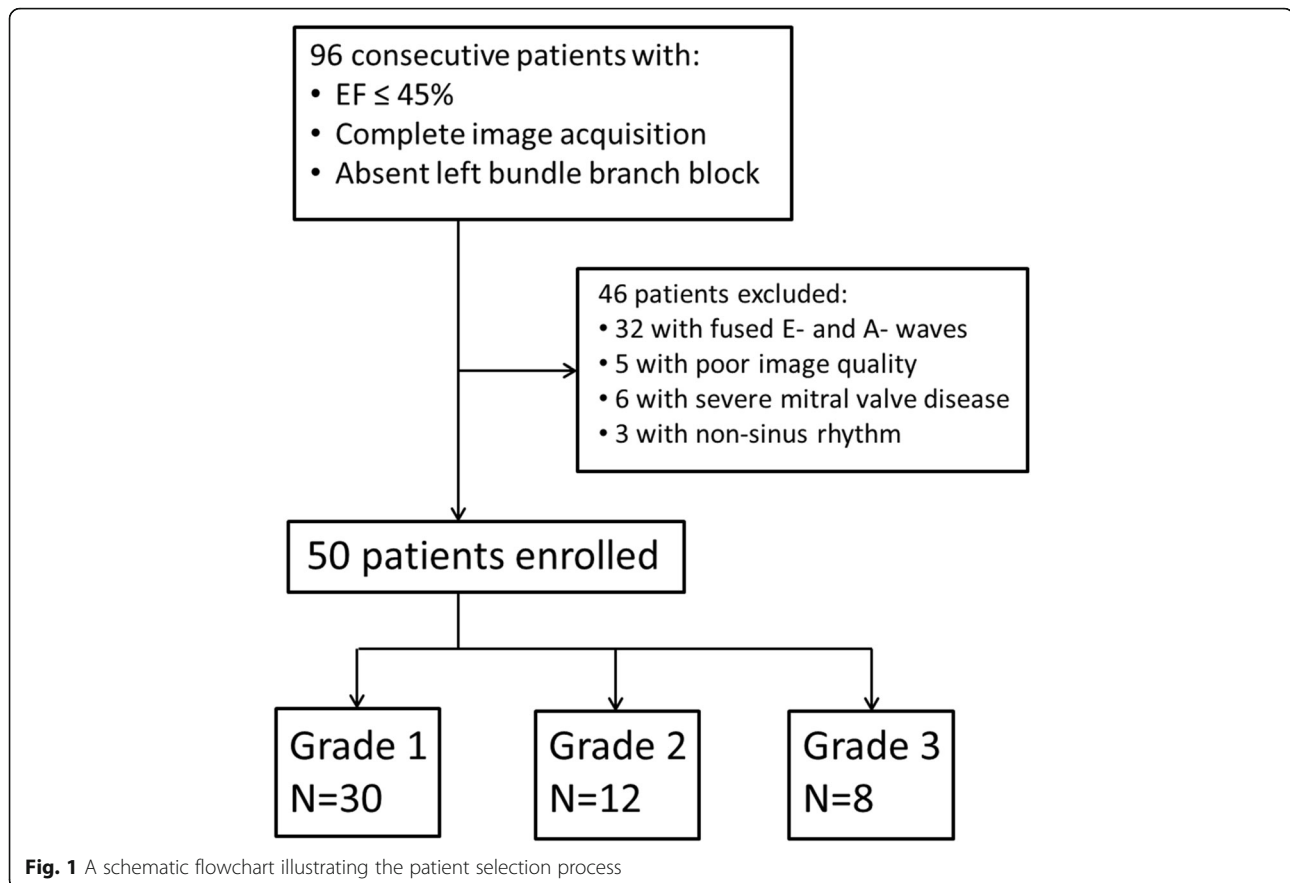 96 consecutive patients with:
• EF ≤ 45%
• Complete image acquisition
• Absent left bundle branch block
46 patients excluded:
• 32 with fused E- and A- waves
• 5 with poor image quality
• 6 with severe mitral valve disease
• 3 with non-sinus rhythm
50 patients enrolled
Grade 1
N=30
Grade 2
N=12
Grade 3
N=8
Fig. 1 A schematic flowchart illustrating the patient selection process